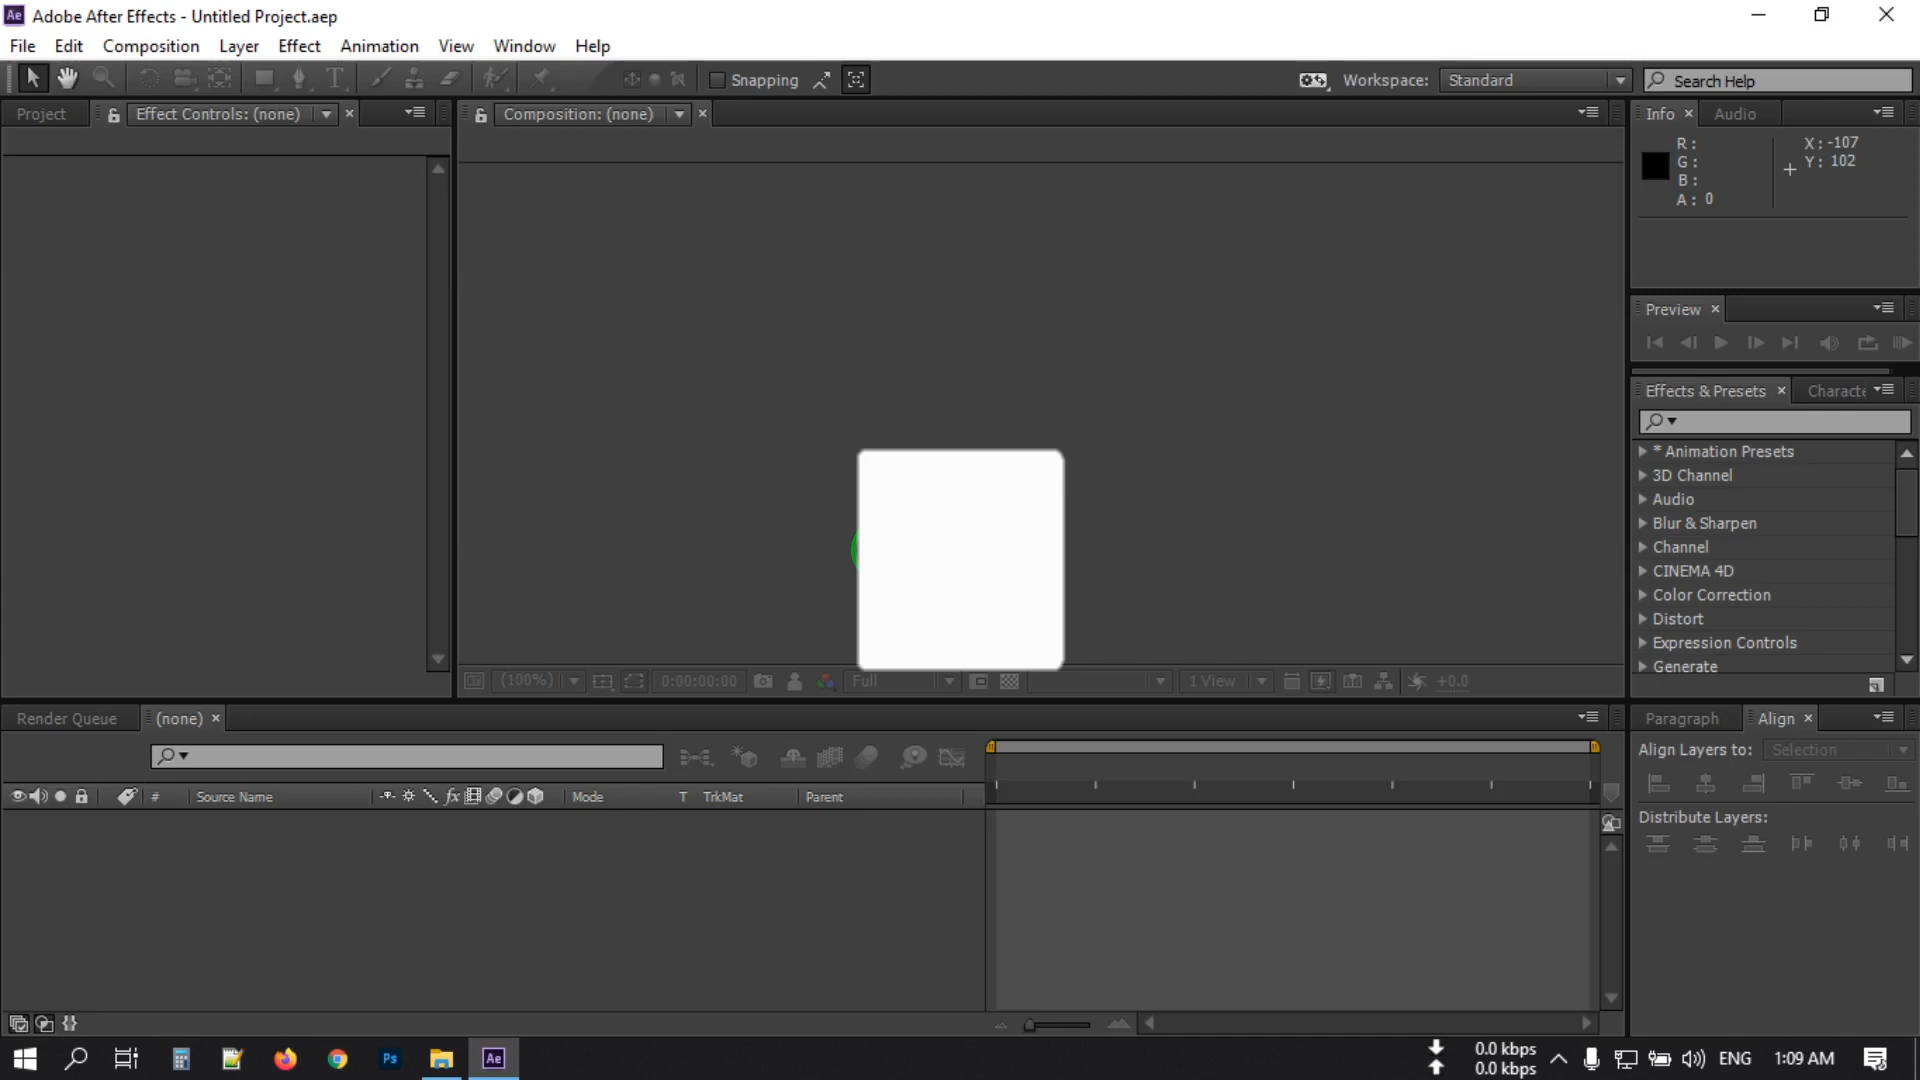 Ae Adobe After Effects - Untitled Project.aep
File Edit Composition Layer Effect Animation View Window Help
T Snapping Workspace: Standard Search Help
Project Effect Controls: (none) Composition: (none) Info Audio
R: X: -107
G: Y: 102
B:
A: 0
Preview
Effects & Presets Characte
* Animation Presets
3D Channel
Audio
Blur & Sharpen
Channel
CINEMA 4D
Color Correction
Distort
Expression Controls
Generate
(100%) 0:00:00:00 Full 1 View +0.0
Render Queue (none) Paragraph Align
Align Layers to: Selection
# Source Name fx Mode T TrkMat Parent
Distribute Layers:
Ps Ae 0.0 kbps
0.0 kbps
ENG 1:09 AM